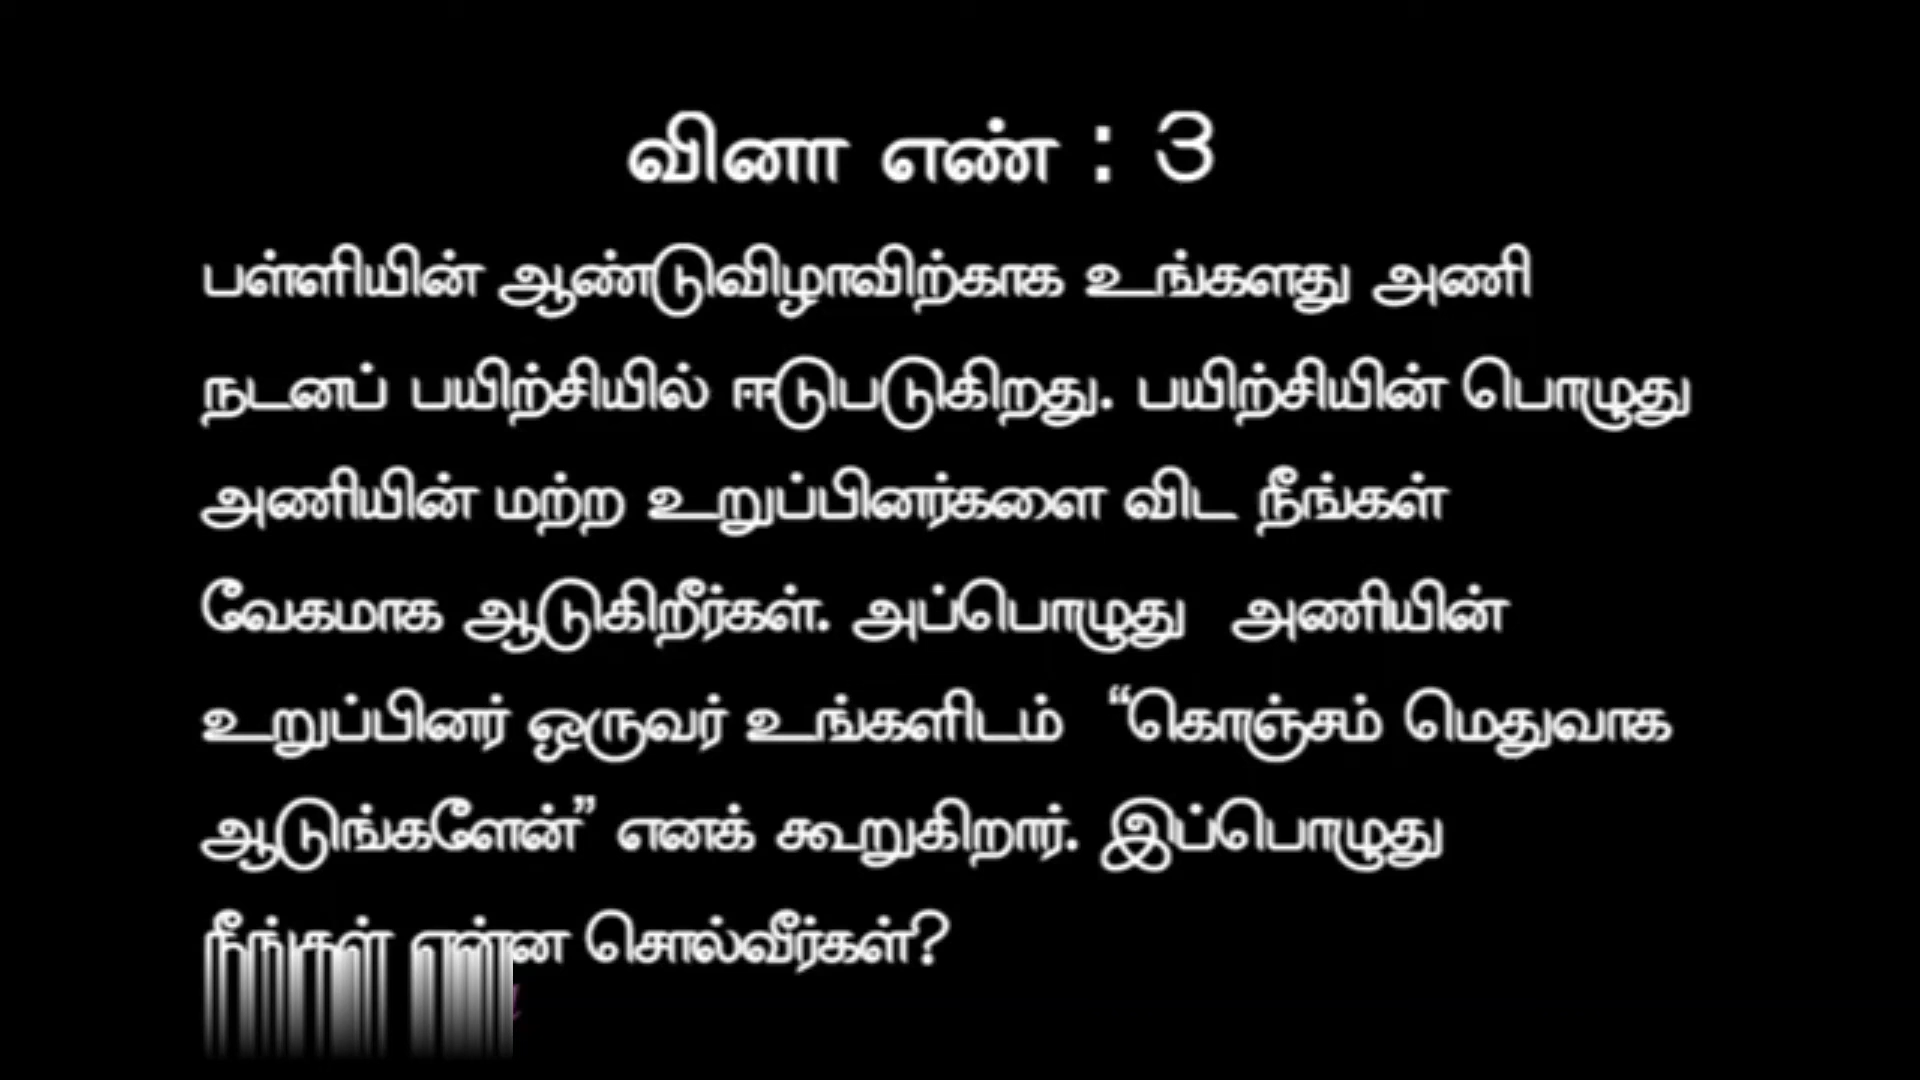 வினா எண் : 3
பள்ளியின் ஆண்டுவிழாவிற்காக உங்களது அணி
நடனப் பயிற்சியில் ஈடுபடுகிறது. பயிற்சியின் பொழுது
அணியின் மற்ற உறுப்பினர்களை விட நீங்கள்
வேகமாக ஆடுகிறீர்கள். அப்பொழுது அணியின்
உறுப்பினர் ஒருவர் உங்களிடம் “கொஞ்சம் மெதுவாக
ஆடுங்களேன்” எனக் கூறுகிறார். இப்பொழுது
நீங்கள் என்ன சொல்வீர்கள்?